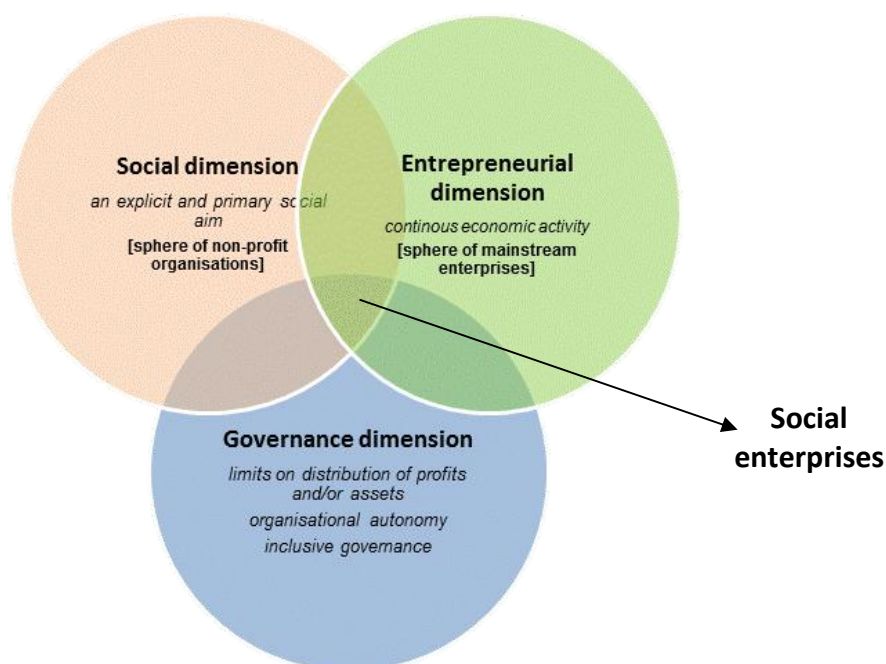 Social dimension
an explicit and primary social
aim
[sphere of non-profit
organisations]
Entrepreneurial
dimension
continous economic activity
[sphere of mainstream
enterprises]
Governance dimension
limits on distribution of profits
and/or assets
organisational autonomy
inclusive governance
Social
enterprises